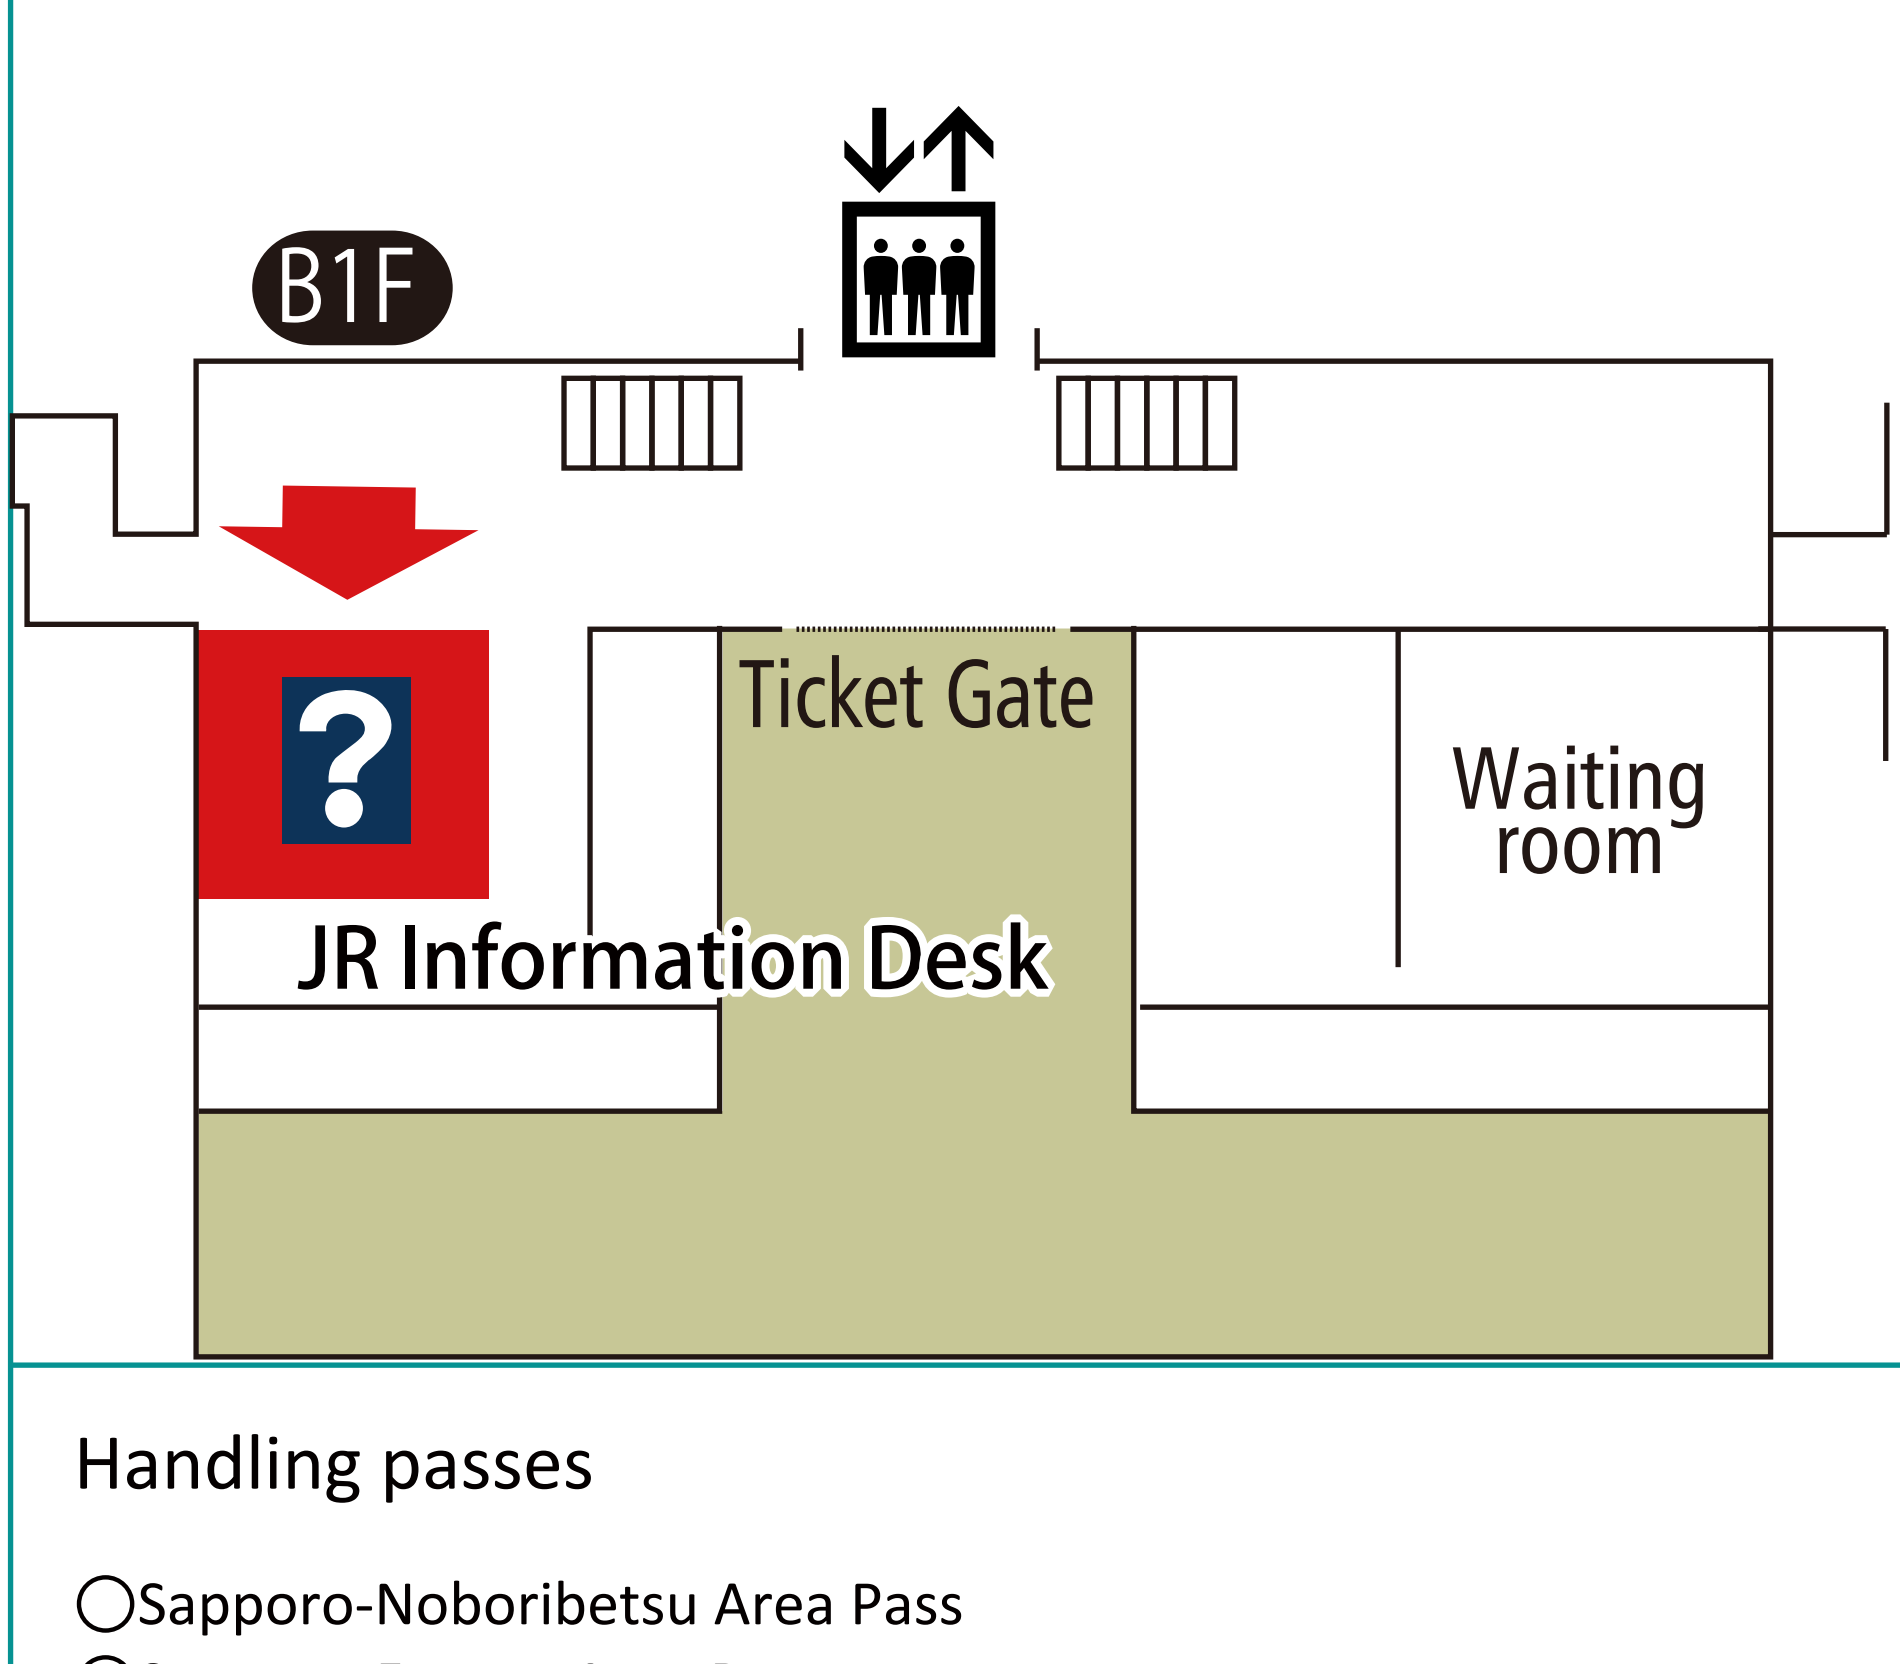 B1F
Ticket Gate
Waiting
room
?
JR Information Desk
Handling passes
○Sapporo-Noboribetsu Area Pass